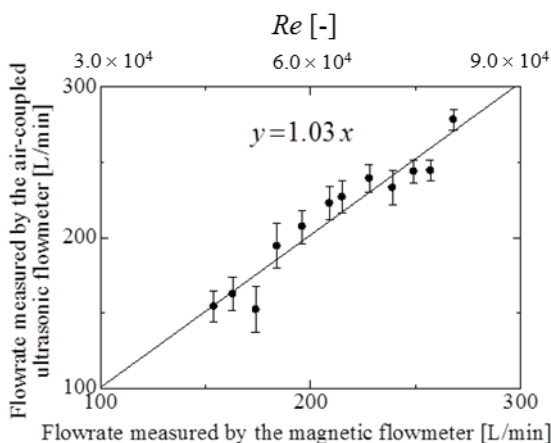 Re [-]
3.0 × 10⁴ 6.0 × 10⁴ 9.0 × 10⁴
300
y=1.03 x
Flowrate measured by the air-coupled
ultrasonic flowmeter [L/min]
200
100
100 200 300
Flowrate measured by the magnetic flowmeter [L/min]